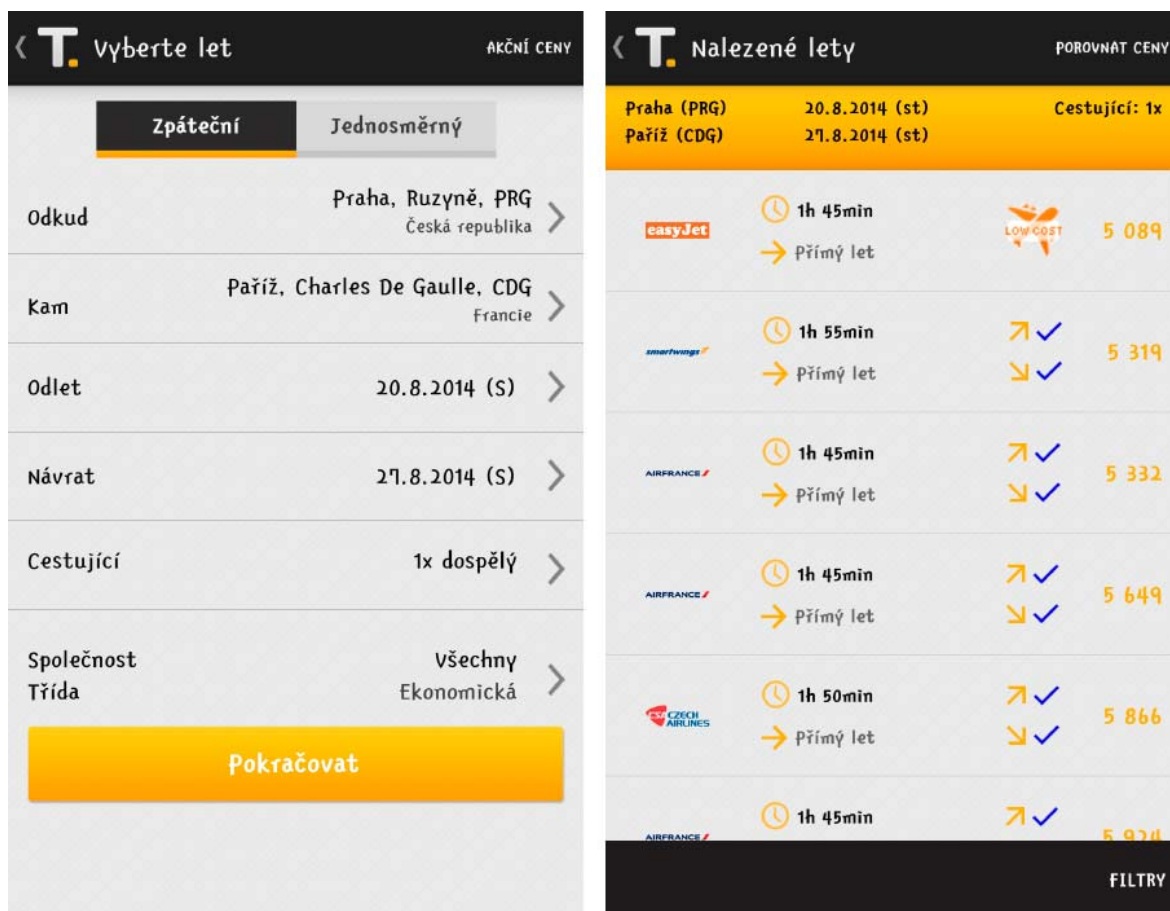 T. Vyberte let
AKČNÍ CENY
Zpáteční
Jednosměrný
Odkud
Praha, Ruzyně, PRG
Česká republika
Kam
Paříž, Charles De Gaulle, CDG
Francie
Odlet
20.8.2014 (S)
Návrat
27.8.2014 (S)
Cestující
1x dospělý
Společnost
Všechny
Třída
Ekonomická
Pokračovat
T. Nalezené lety
POROVNAT CENY
Praha (PRG)
20.8.2014 (st)
Cestující: 1x
Paříž (CDG)
27.8.2014 (st)
easyJet
1h 45min
Přímý let
LOW COST
5 089
smartwings
1h 55min
Přímý let
5 319
AIRFRANCE
1h 45min
Přímý let
5 332
AIRFRANCE
1h 45min
Přímý let
5 649
CSA CZECH
AIRLINES
1h 50min
Přímý let
5 866
AIRFRANCE
1h 45min
5 924
FILTRY